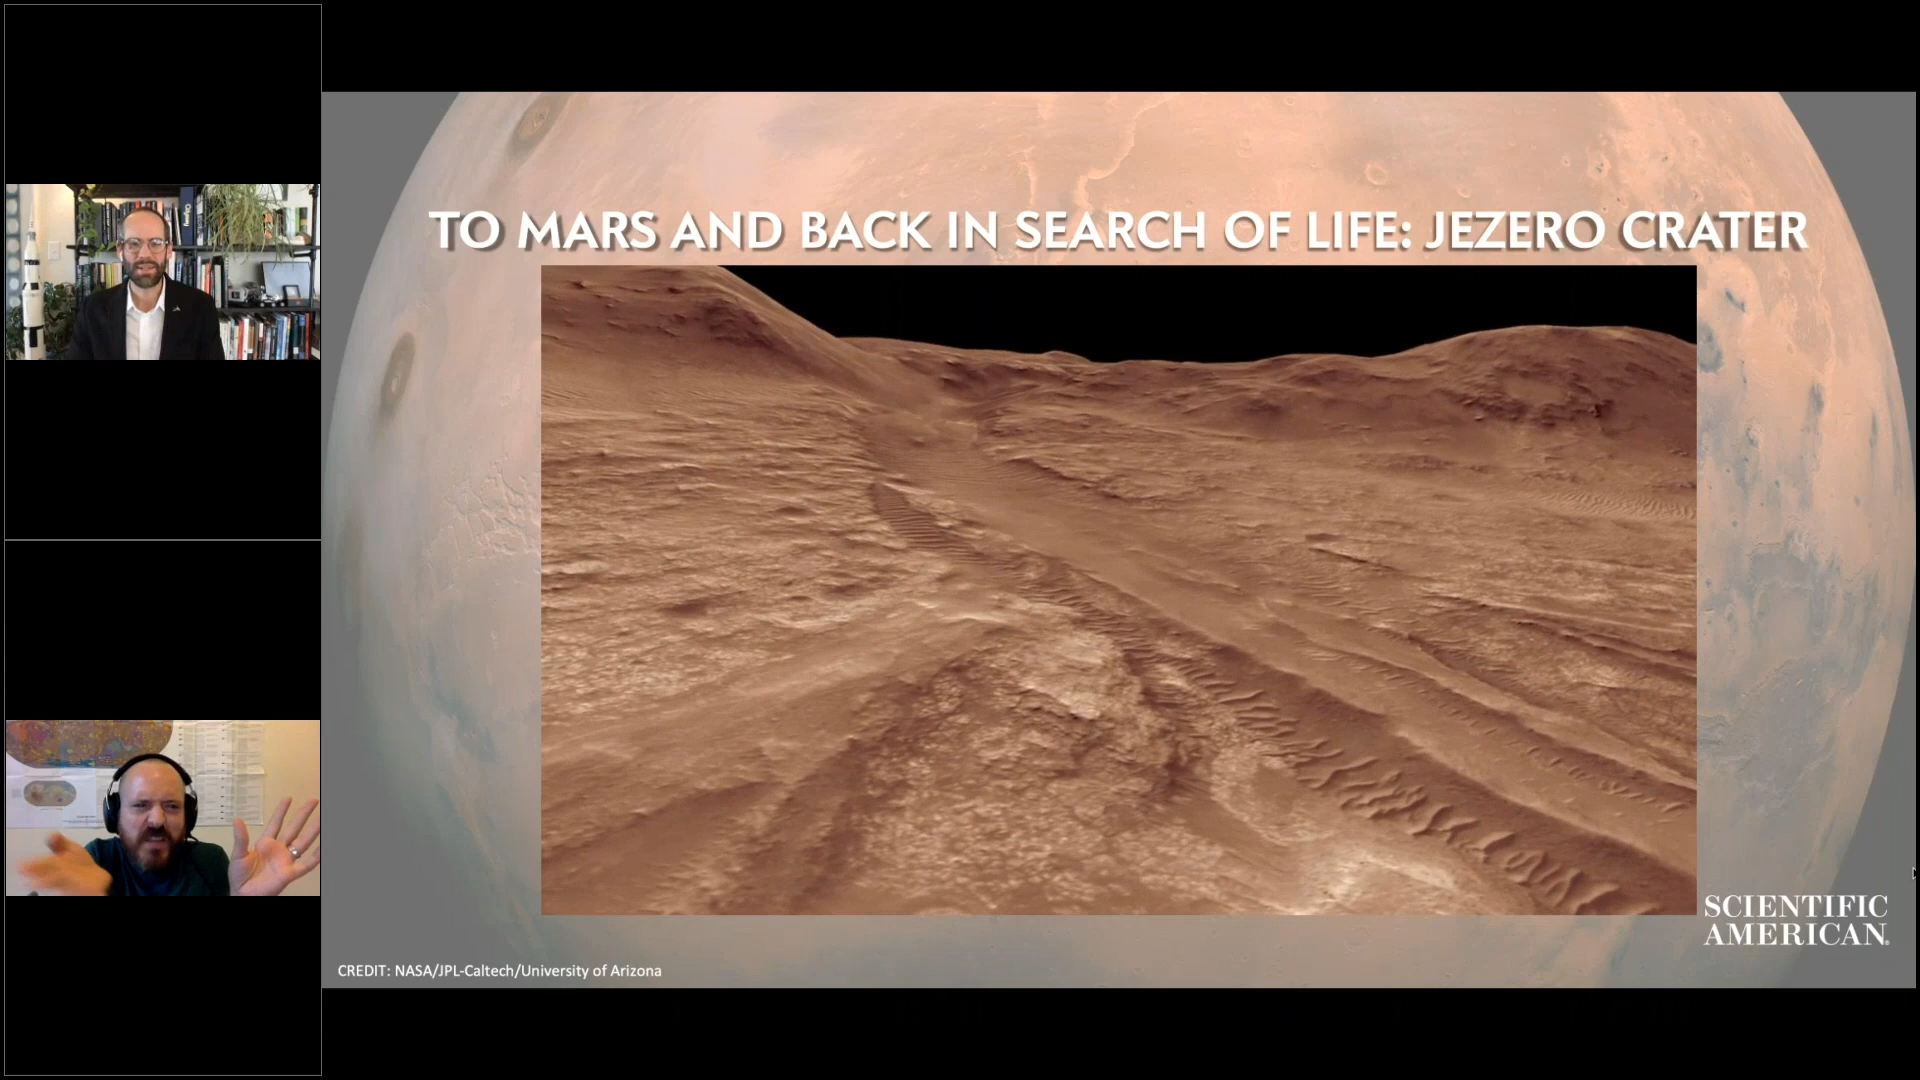 TO MARS AND BACK IN SEARCH OF LIFE: JEZERO CRATER
SCIENTIFIC
AMERICAN.
CREDIT: NASA/JPL-Caltech/University of Arizona